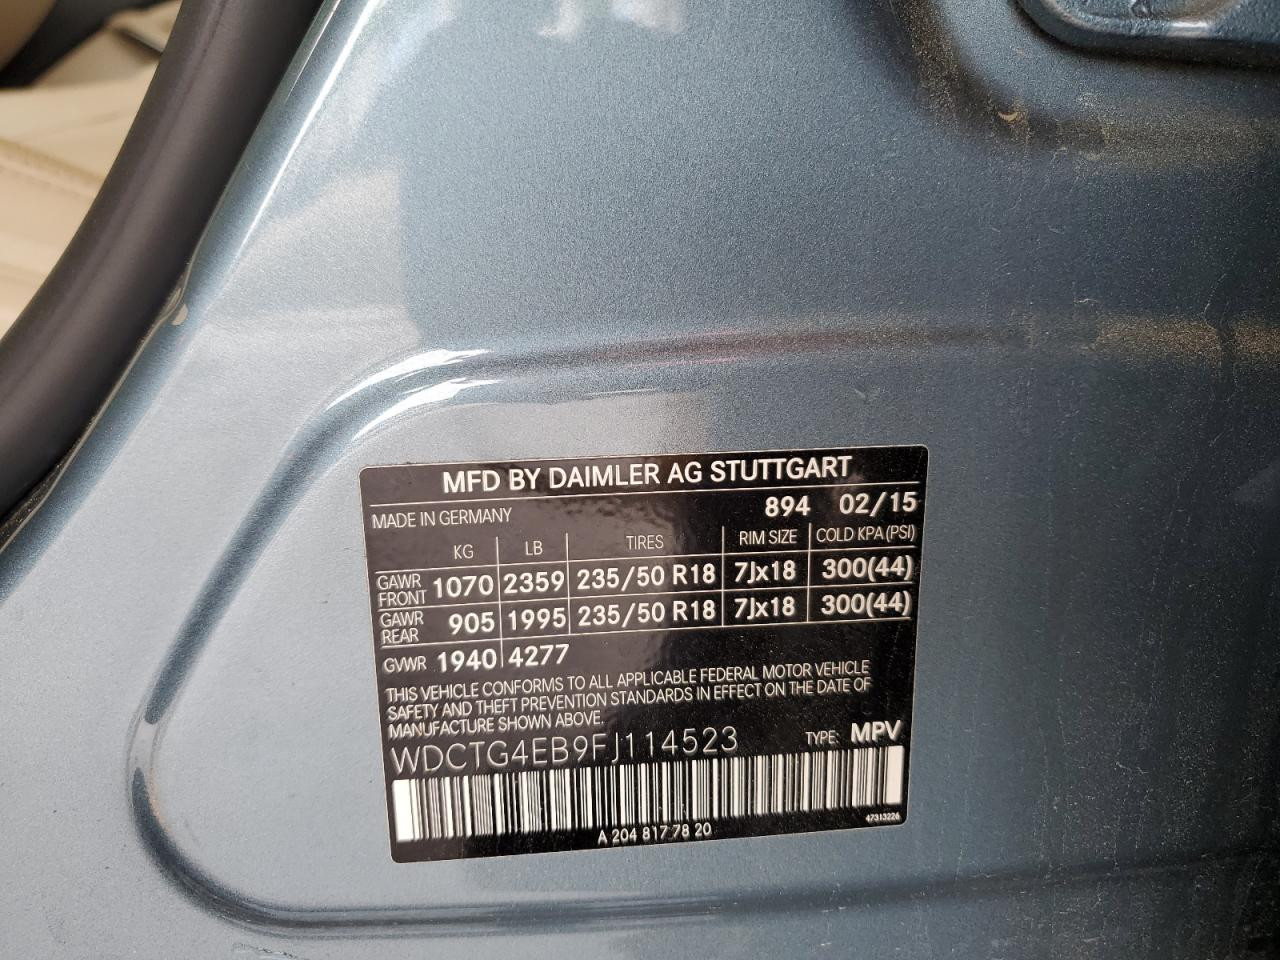 MFD BY DAIMLER AG STUTTGART
MADE IN GERMANY 894 02/15
KG LB TIRES RIM SIZE COLD KPA (PSI)
GAWR FRONT 1070 2359 235/50 R18 7Jx18 300(44)
GAWR REAR 905 1995 235/50 R18 7Jx18 300(44)
GVWR 1940 4277
THIS VEHICLE CONFORMS TO ALL APPLICABLE FEDERAL MOTOR VEHICLE
SAFETY AND THEFT PREVENTION STANDARDS IN EFFECT ON THE DATE OF
MANUFACTURE SHOWN ABOVE.
WDCTG4EB9FJ114523 TYPE: MPV
A 204 817 78 20 47313226